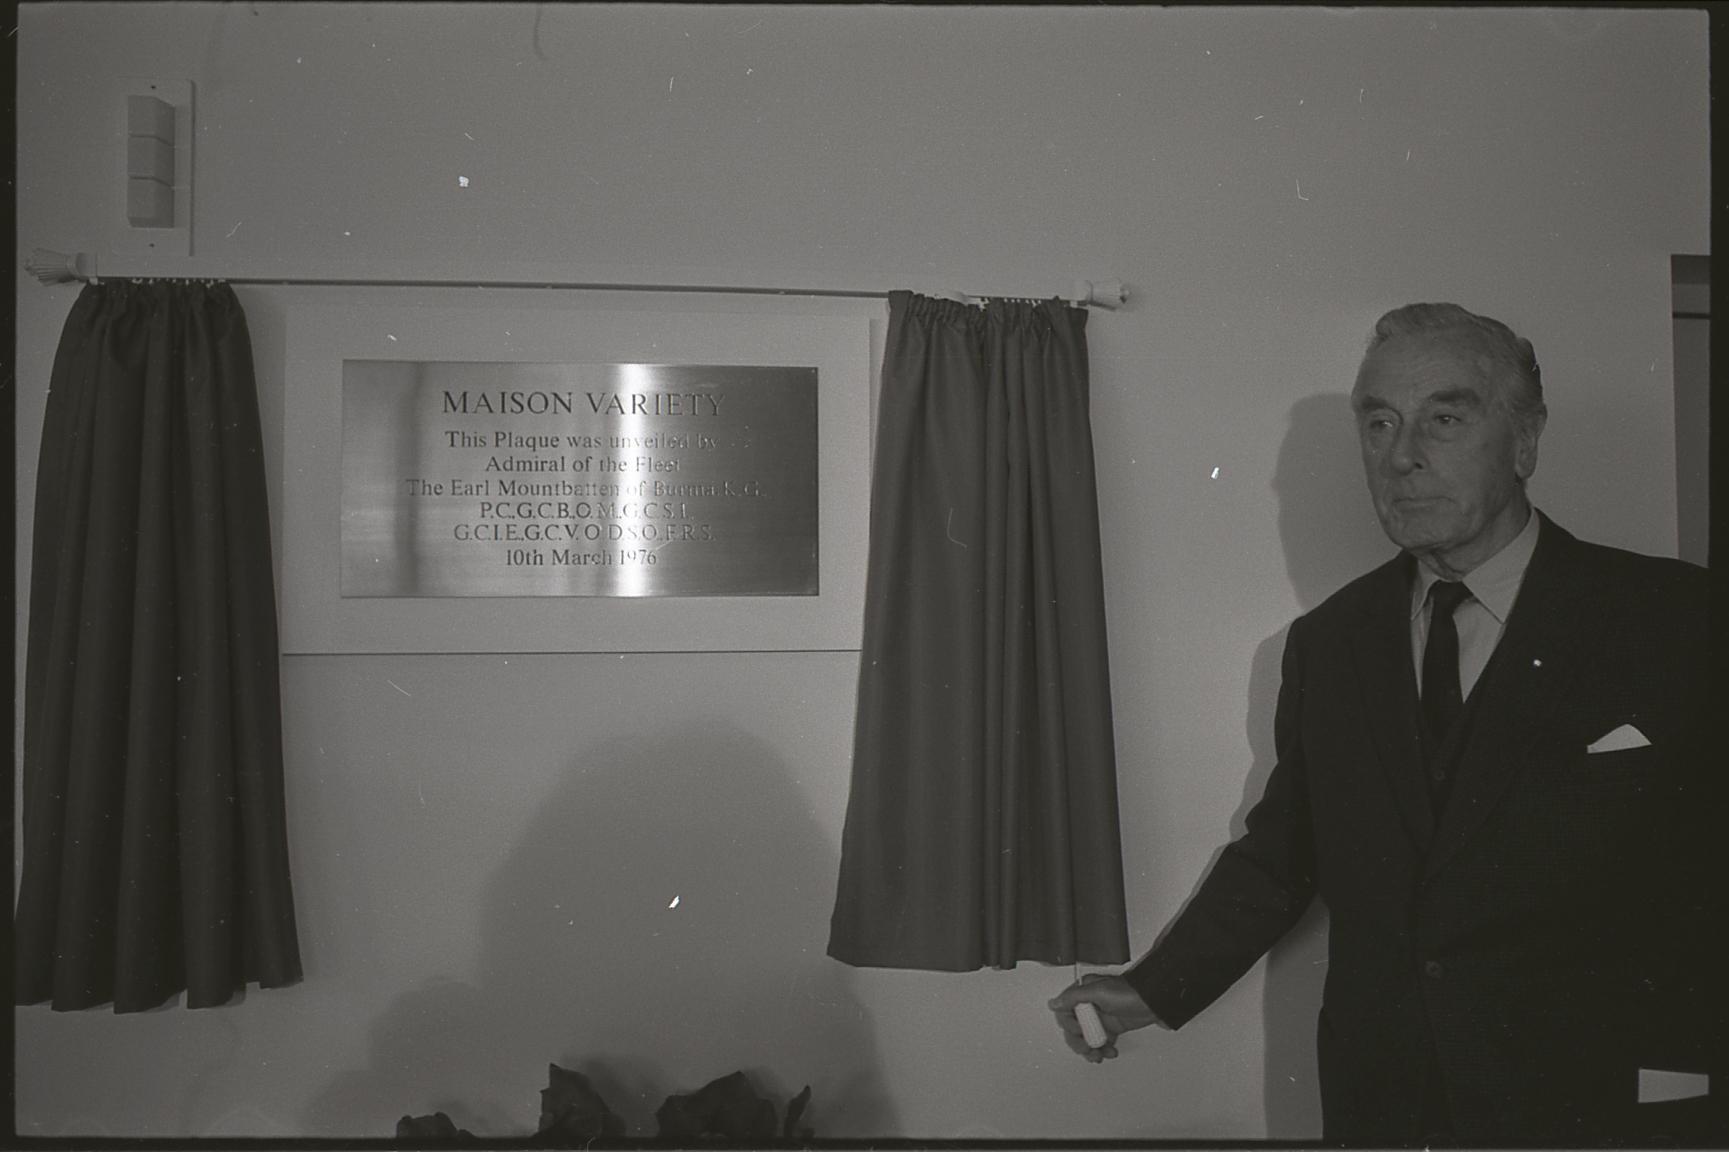 MAISON VARIETY
This Plaque was unveiled by
Admiral of the Fleet
The Earl Mountbatten of Burma.K.G.,
P.C.,G.C.B.,O.M.,G.C.S.I.,
G.C.I.E.,G.C.V.O.,D.S.O.,F.R.S.
10th March 1976